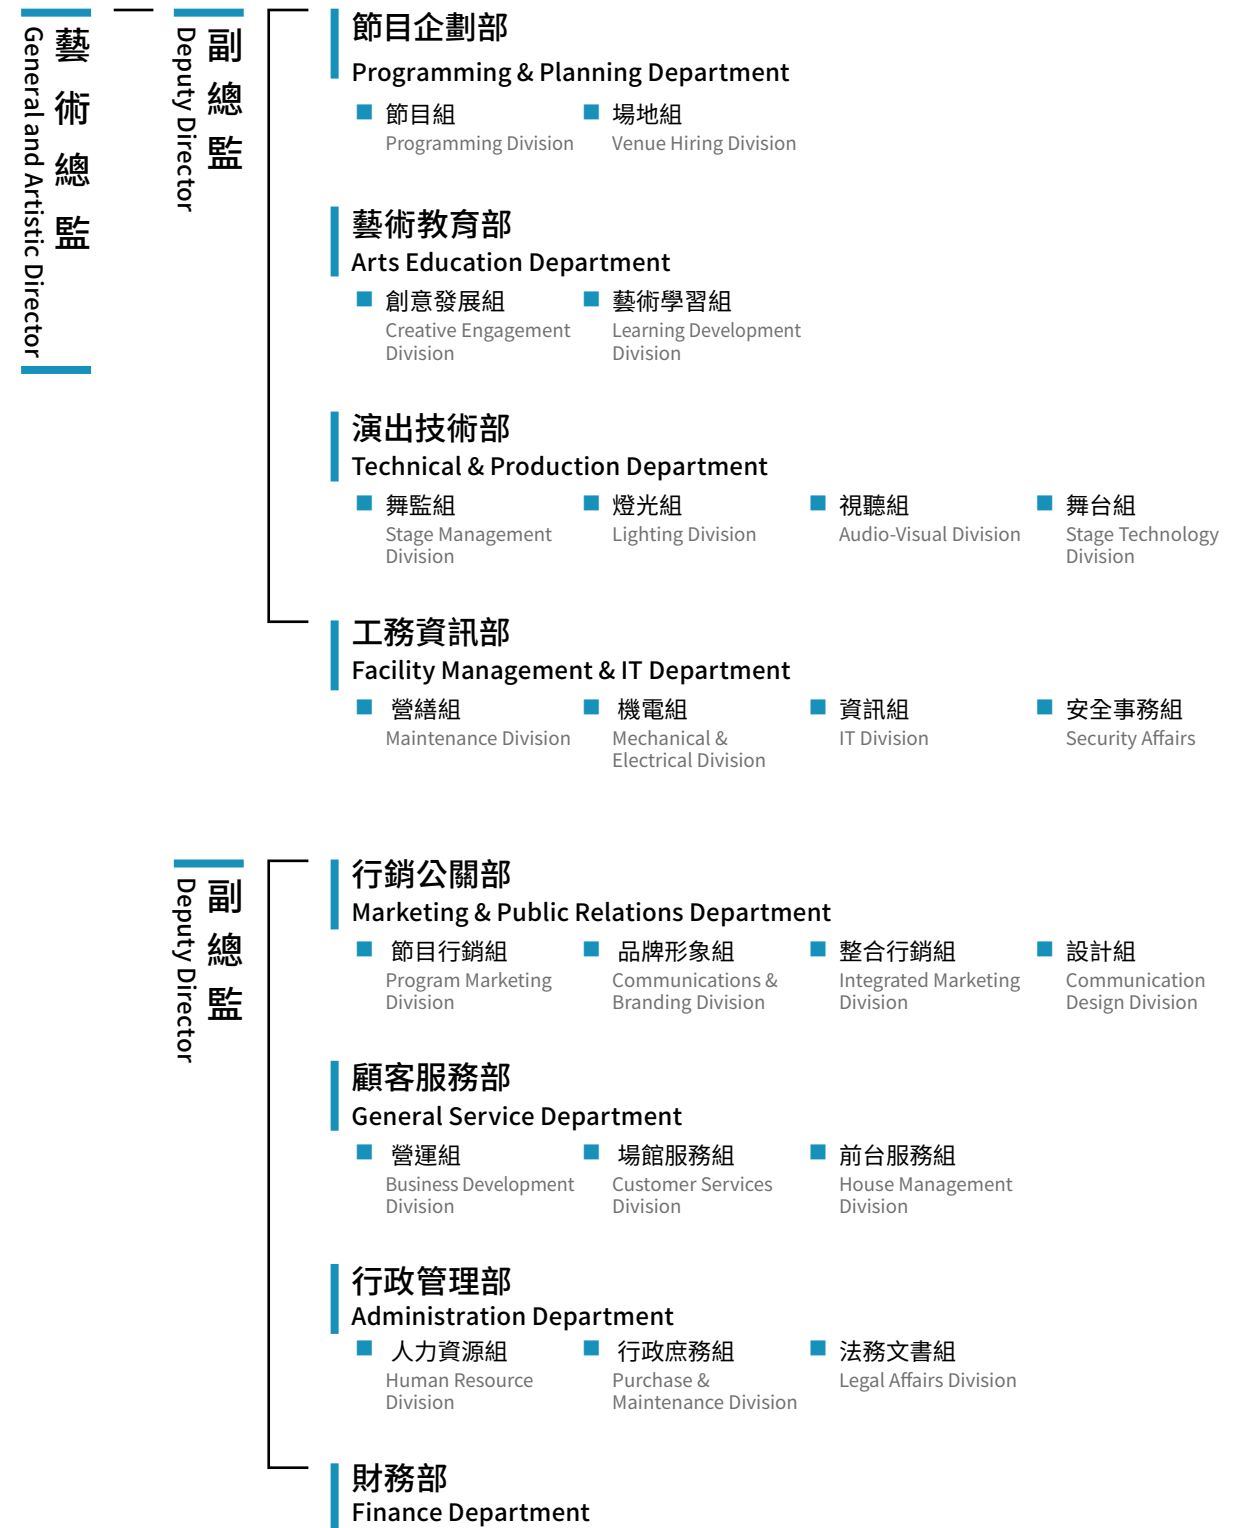 藝術總監
General and Artistic Director
副總監
Deputy Director
節目企劃部
Programming & Planning Department
節目組
Programming Division
場地組
Venue Hiring Division
藝術教育部
Arts Education Department
創意發展組
Creative Engagement
Division
藝術學習組
Learning Development
Division
演出技術部
Technical & Production Department
舞監組
Stage Management
Division
燈光組
Lighting Division
視聽組
Audio-Visual Division
舞台組
Stage Technology
Division
工務資訊部
Facility Management & IT Department
營繕組
Maintenance Division
機電組
Mechanical &
Electrical Division
資訊組
IT Division
安全事務組
Security Affairs
副總監
Deputy Director
行銷公關部
Marketing & Public Relations Department
節目行銷組
Program Marketing
Division
品牌形象組
Communications &
Branding Division
整合行銷組
Integrated Marketing
Division
設計組
Communication
Design Division
顧客服務部
General Service Department
營運組
Business Development
Division
場館服務組
Customer Services
Division
前台服務組
House Management
Division
行政管理部
Administration Department
人力資源組
Human Resource
Division
行政庶務組
Purchase &
Maintenance Division
法務文書組
Legal Affairs Division
財務部
Finance Department